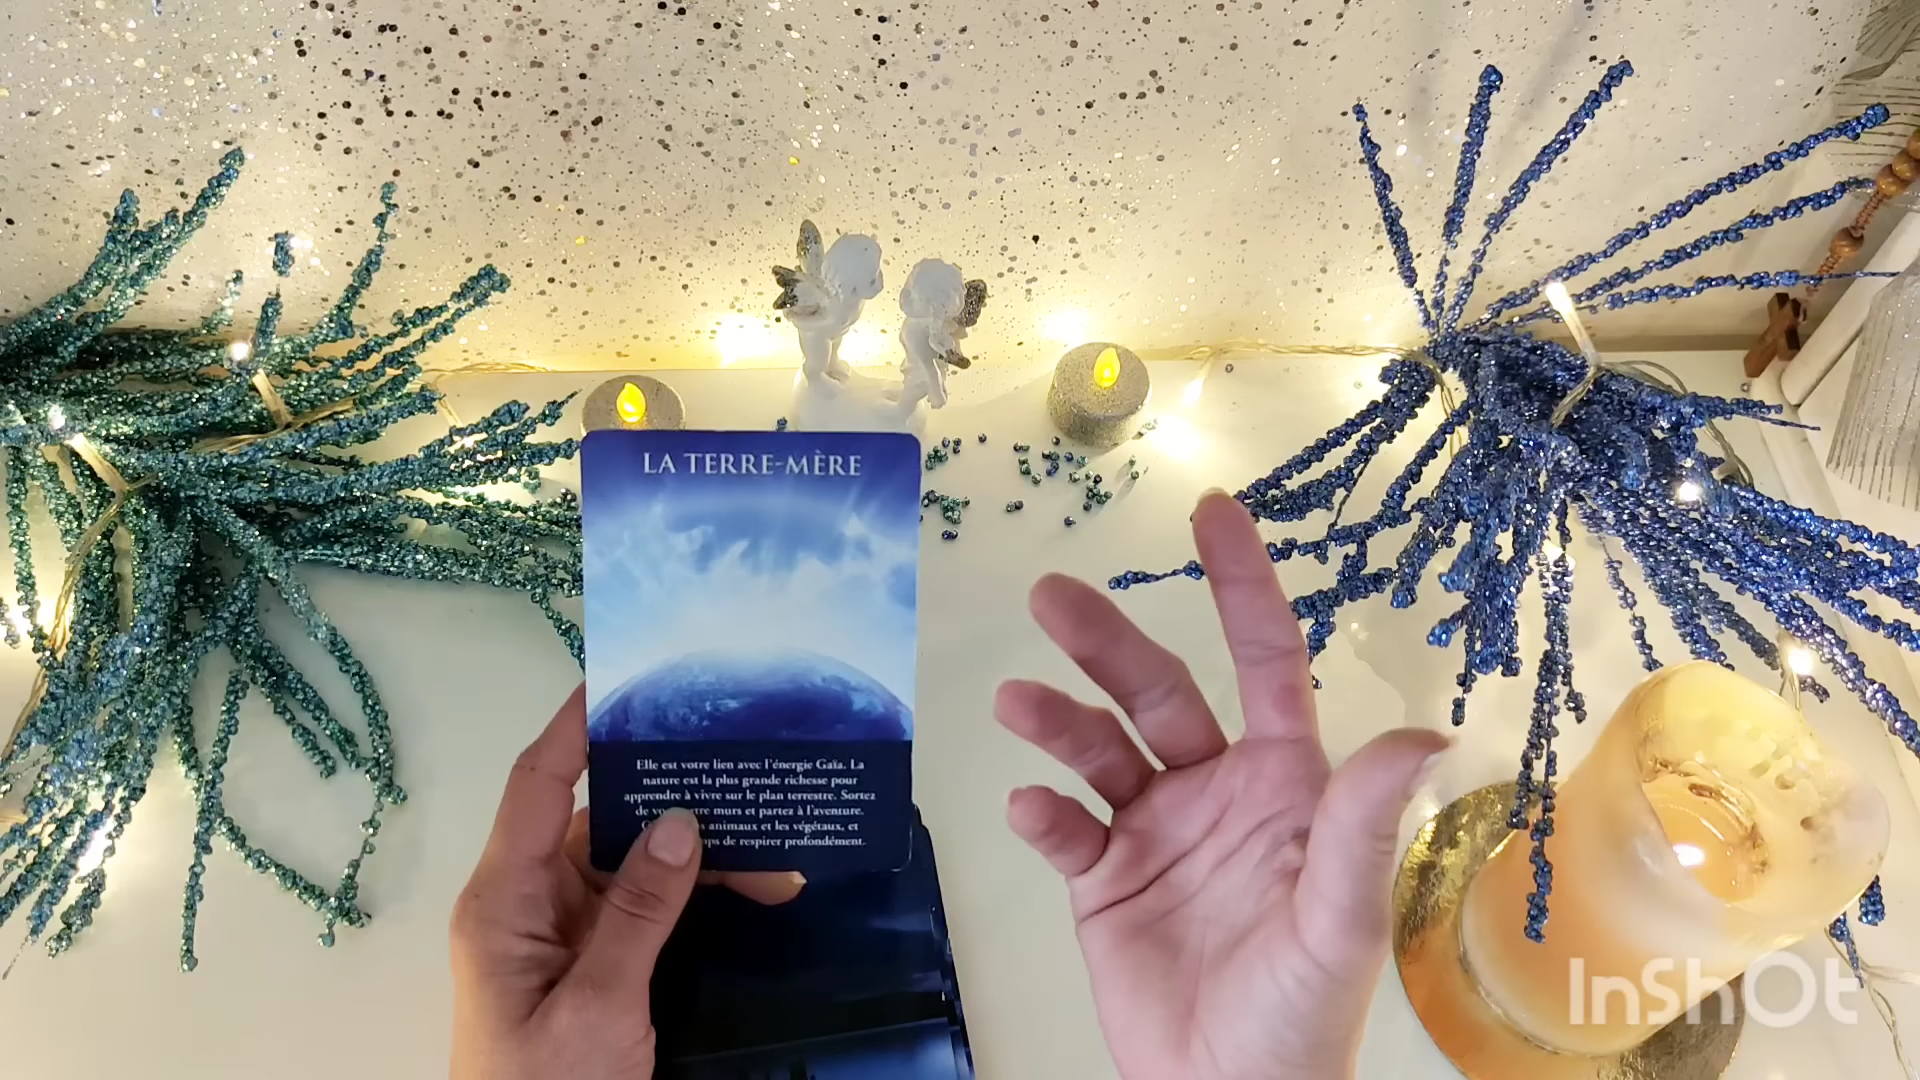 LA TERRE-MÈRE
Elle est votre lien avec l'énergie Gaïa. La
nature est la plus grande richesse pour
apprendre à vivre sur le plan terrestre. Sortez
de murs et partez à l'aventure.
animaux et les végétaux, et
de respirer profondément.
InShOt